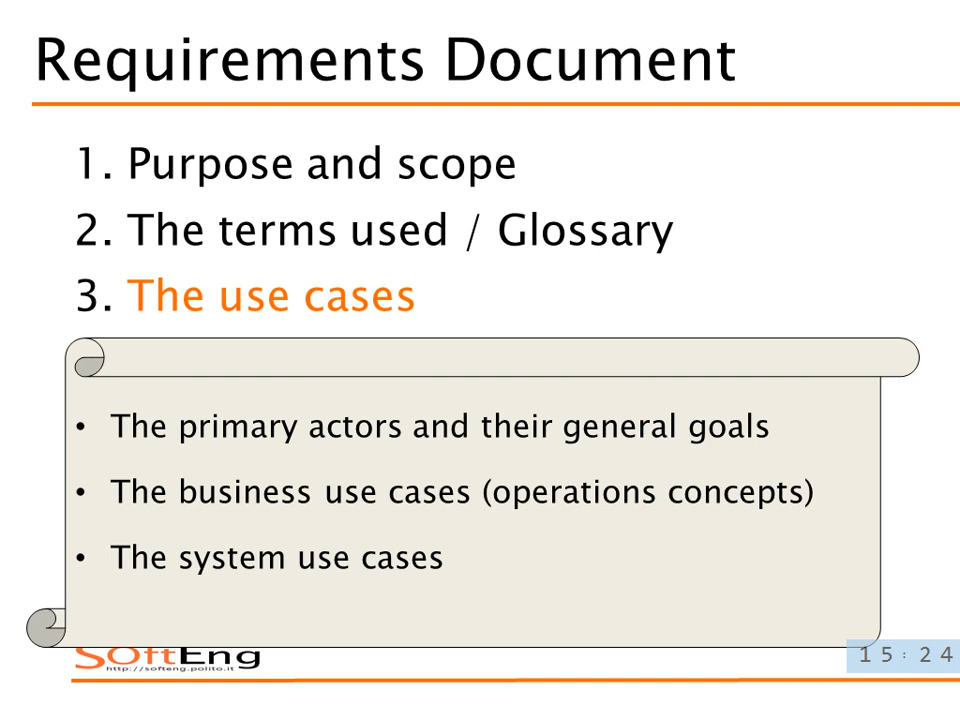 Requirements Document
1. Purpose and scope
2. The terms used / Glossary
3. The use cases
• The primary actors and their general goals
• The business use cases (operations concepts)
• The system use cases
SOftEng
http://softeng.polito.it
15:24